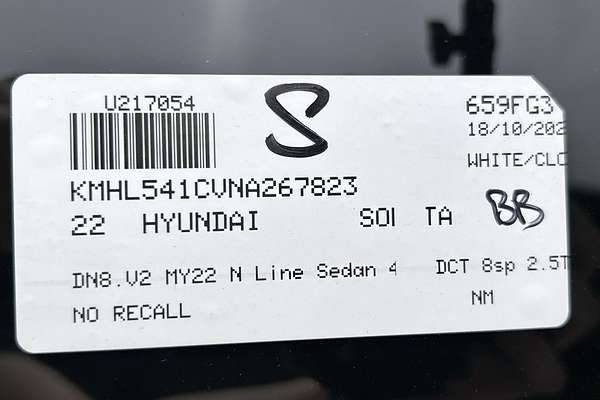 U217054
S
659FG3
18/10/202
WHITE/CLO
KMHL541CVNA267823
22 HYUNDAI SOI TA
BB
DN8.V2 MY22 N Line Sedan 4 DCT 8sp 2.5T
NO RECALL
NM